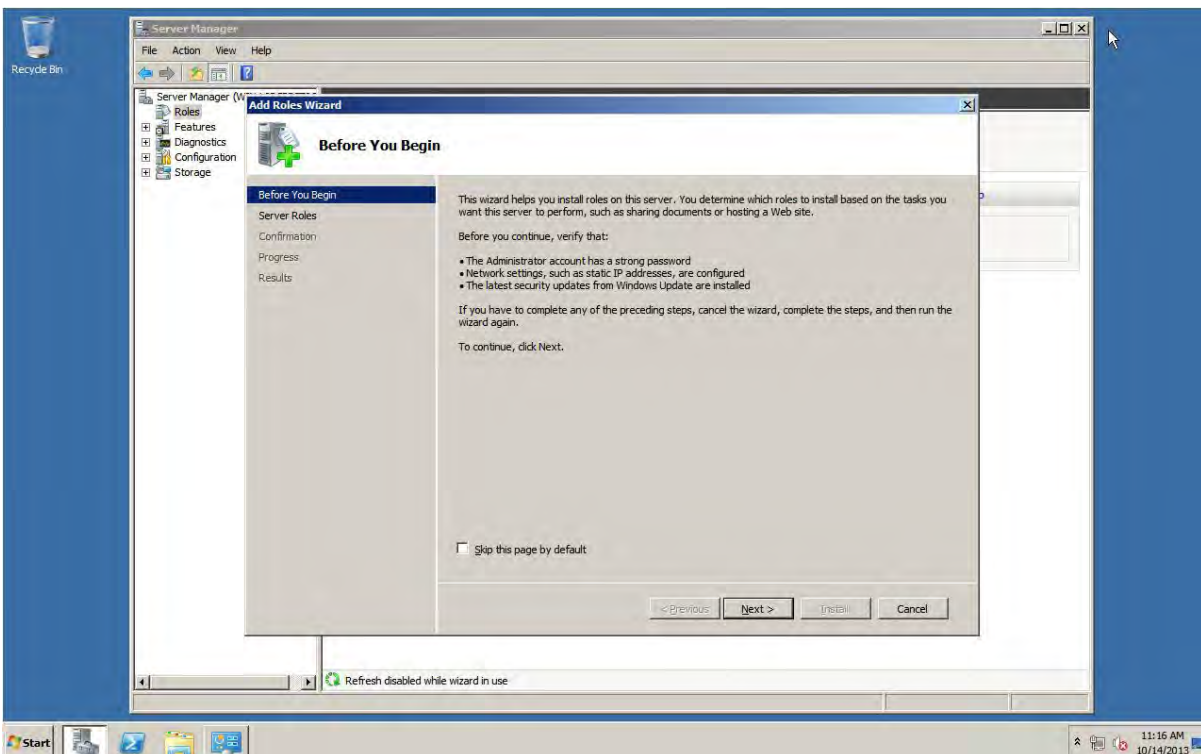 Recycle Bin
Server Manager
File Action View Help
Server Manager (W
Roles
Features
Diagnostics
Configuration
Storage
Add Roles Wizard
Before You Begin
Before You Begin
Server Roles
Confirmation
Progress
Results
This wizard helps you install roles on this server. You determine which roles to install based on the tasks you
want this server to perform, such as sharing documents or hosting a Web site.
Before you continue, verify that:
• The Administrator account has a strong password
• Network settings, such as static IP addresses, are configured
• The latest security updates from Windows Update are installed
If you have to complete any of the preceding steps, cancel the wizard, complete the steps, and then run the
wizard again.
To continue, click Next.
Skip this page by default
< Previous Next > Install Cancel
Refresh disabled while wizard in use
Start
11:16 AM
10/14/2013